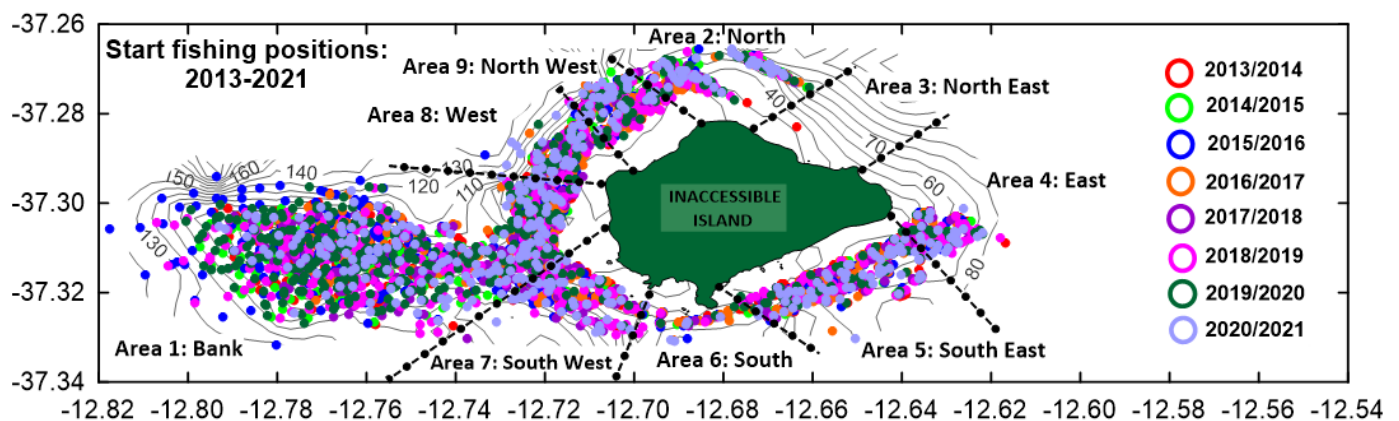 Start fishing positions:
2013-2021
Area 2: North
Area 9: North West
Area 3: North East
Area 8: West
Area 4: East
INACCESSIBLE
ISLAND
Area 1: Bank
Area 7: South West
Area 6: South
Area 5: South East
2013/2014
2014/2015
2015/2016
2016/2017
2017/2018
2018/2019
2019/2020
2020/2021
40
70
60
80
150
160
140
130
120
110
130
-37.26
-37.28
-37.30
-37.32
-37.34
-12.82 -12.80 -12.78 -12.76 -12.74 -12.72 -12.70 -12.68 -12.66 -12.64 -12.62 -12.60 -12.58 -12.56 -12.54